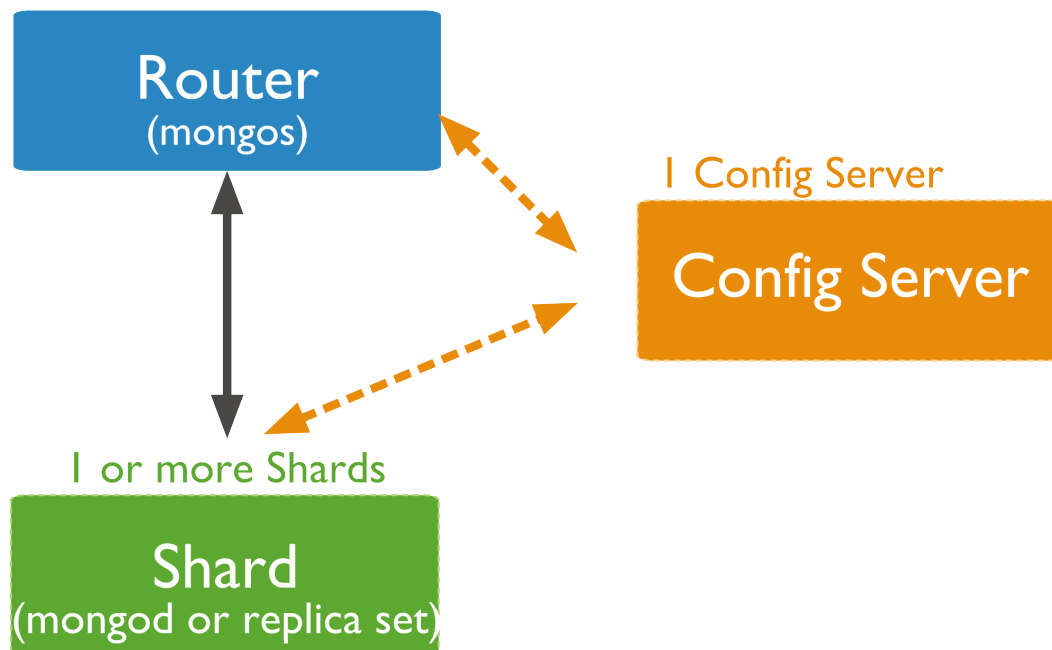 Router
(mongos)
1 Config Server
Config Server
1 or more Shards
Shard
(mongod or replica set)